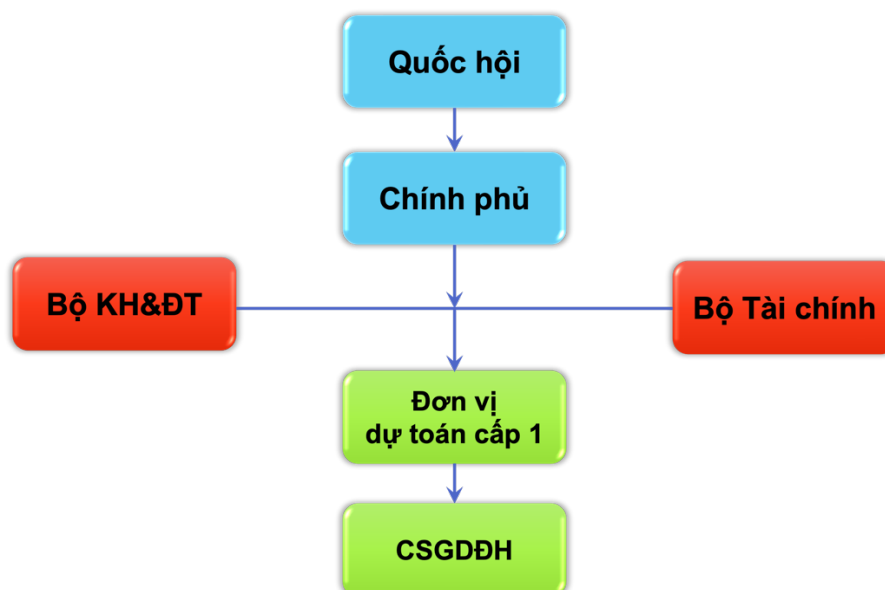 Quốc hội
Chính phủ
Bộ KH&ĐT
Bộ Tài chính
Đơn vị
dự toán cấp 1
CSGDĐH